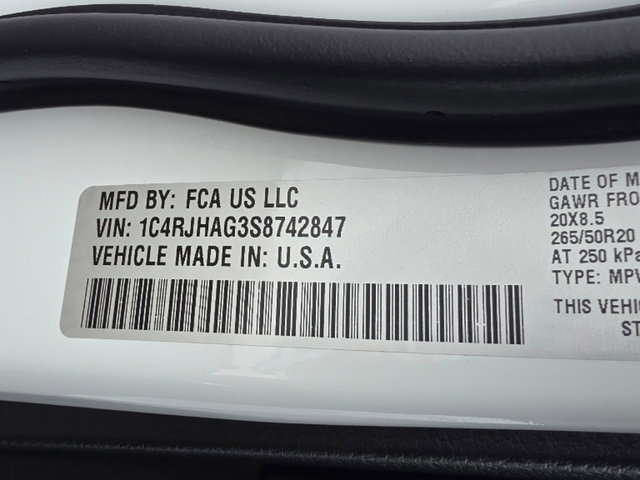 MFD BY: FCA US LLC
VIN: 1C4RJHAG3S8742847
VEHICLE MADE IN: U.S.A.
DATE OF M
GAWR FRO
20X8.5
265/50R20
AT 250 kPa
TYPE: MPV
THIS VEHI
ST